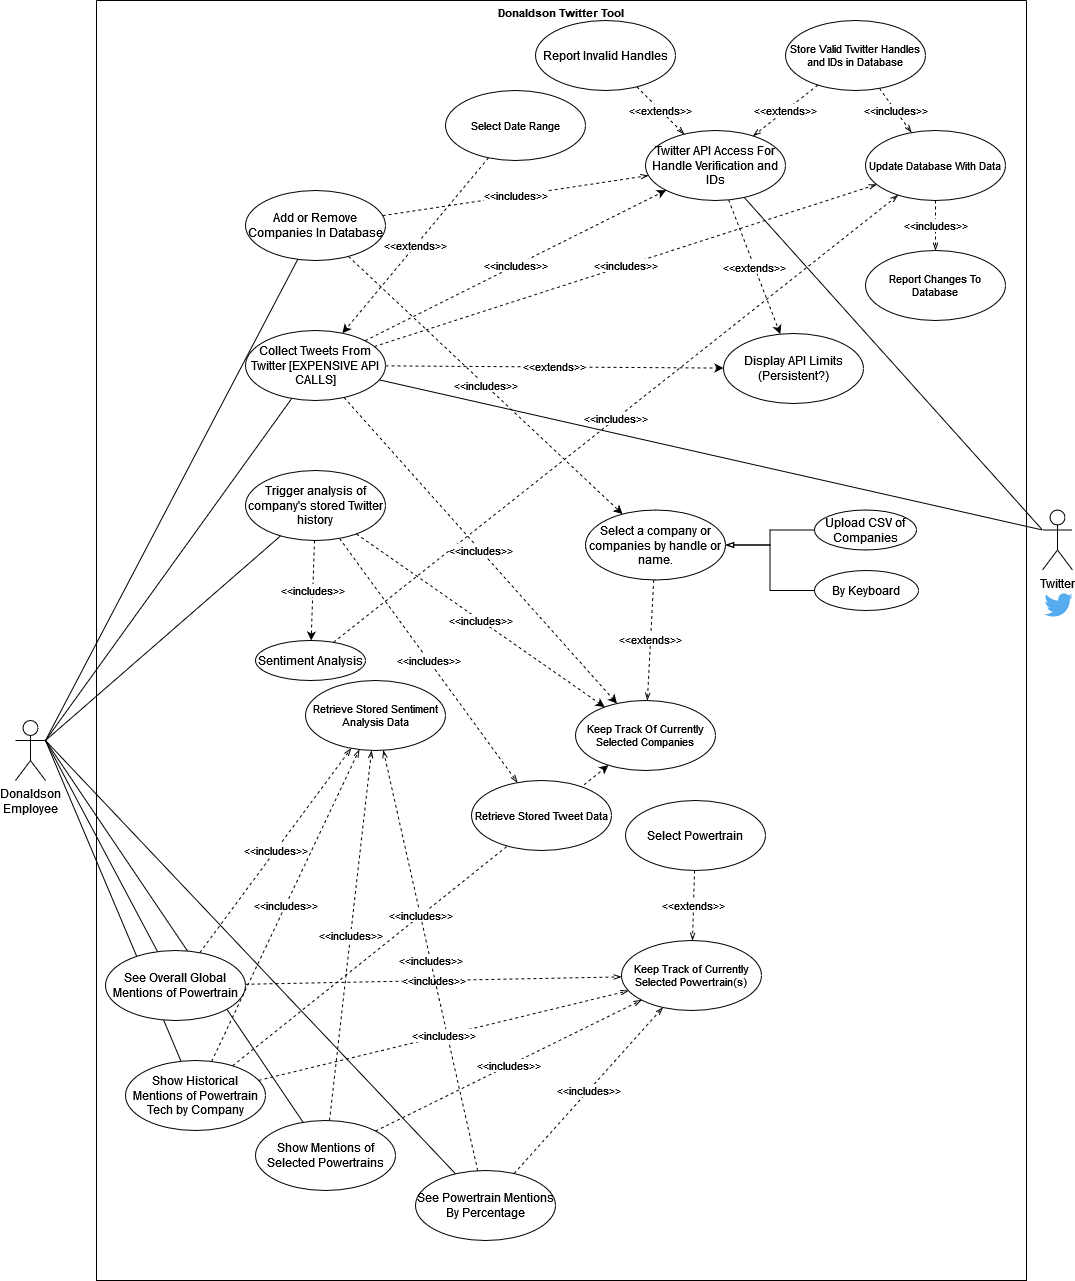 Donaldson Twitter Tool
Report Invalid Handles
Store Valid Twitter Handles
and IDs in Database
<<extends>>
<<extends>>
<<includes>>
Select Date Range
Twitter API Access For
Handle Verification and
IDs
Update Database With Data
<<includes>>
Add or Remove
Companies In Database
<<extends>>
<<includes>>
<<includes>>
<<includes>>
<<extends>>
Report Changes To
Database
Collect Tweets From
Twitter [EXPENSIVE API
CALLS]
<<extends>>
Display API Limits
(Persistent?)
<<includes>>
<<includes>>
Trigger analysis of
company's stored Twitter
history
Select a company or
companies by handle or
name.
Upload CSV of
Companies
By Keyboard
Twitter
<<includes>>
<<includes>>
<<includes>>
<<extends>>
Sentiment Analysis
<<includes>>
Retrieve Stored Sentiment
Analysis Data
Keep Track Of Currently
Selected Companies
Donaldson
Employee
Retrieve Stored Tweet Data
Select Powertrain
<<includes>>
<<includes>>
<<extends>>
<<includes>>
<<includes>>
<<includes>>
<<includes>>
See Overall Global
Mentions of Powertrain
Keep Track of Currently
Selected Powertrain(s)
<<includes>>
<<includes>>
<<includes>>
Show Historical
Mentions of Powertrain
Tech by Company
Show Mentions of
Selected Powertrains
See Powertrain Mentions
By Percentage